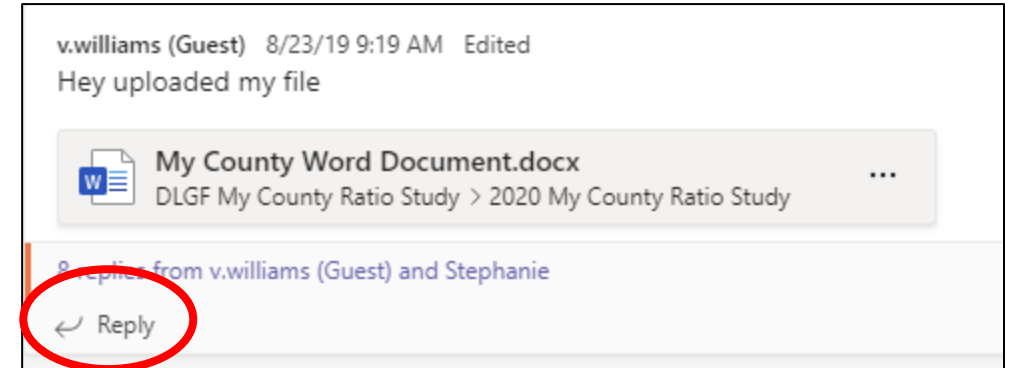 v.williams (Guest) 8/23/19 9:19 AM Edited
Hey uploaded my file
W
My County Word Document.docx
...
DLGF My County Ratio Study > 2020 My County Ratio Study
8 replies from v.williams (Guest) and Stephanie
Reply